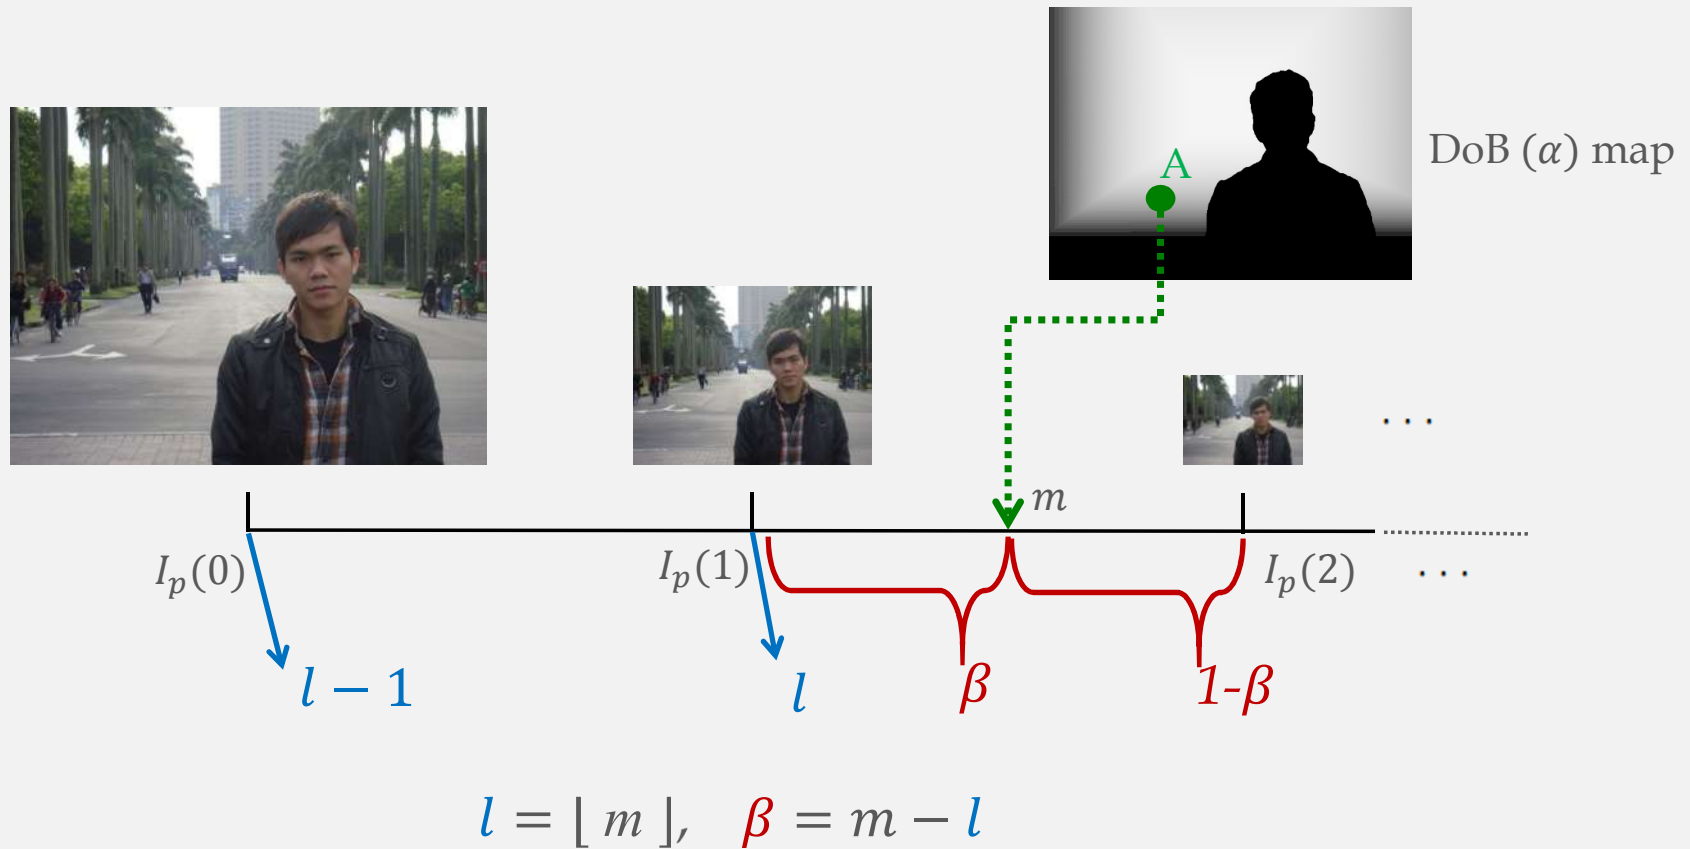 A
DoB (α) map
. . .
m
I_p(0)
I_p(1)
I_p(2)
. . .
l − 1
l
β
1-β
l = ⌊ m ⌋, β = m − l